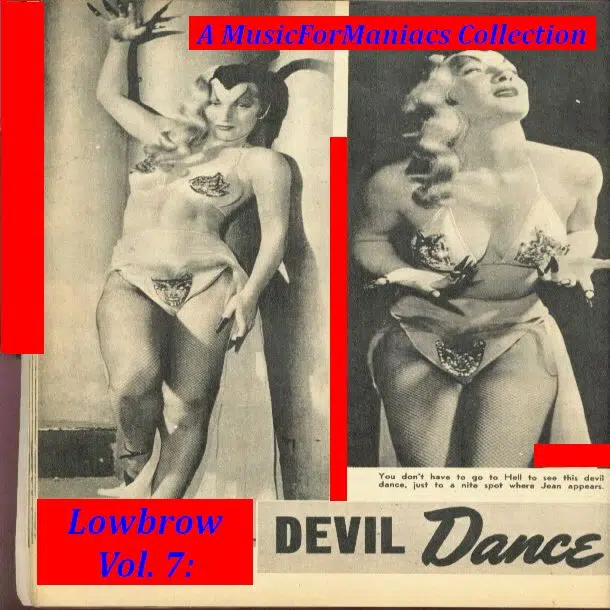 A MusicForManiacs Collection
You don't have to go to Hell to see this devil
dance, just to a nite spot where Jean appears.
Lowbrow
Vol. 7:
DEVIL Dance